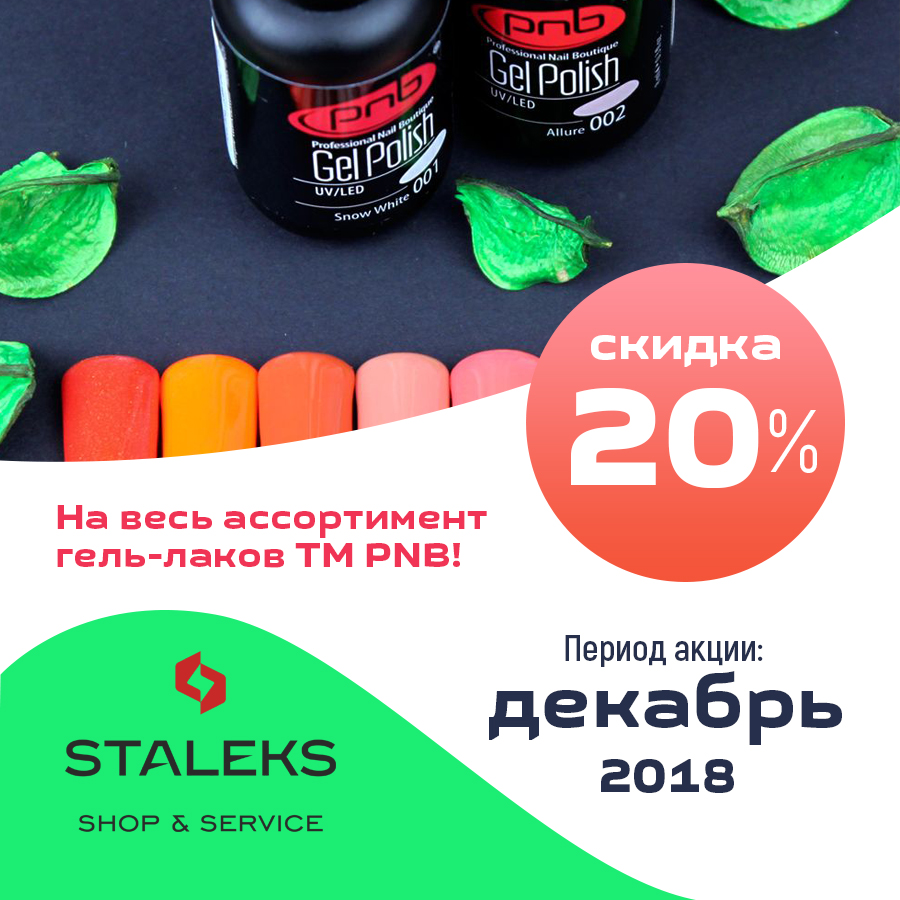 pnb
Professional Nail Boutique
Gel Polish
UV/LED
Allure 002
pnb
Professional Nail Boutique
Gel Polish
UV/LED
Snow White 001
скидка
20%
На весь ассортимент
гель-лаков ТМ PNB!
Период акции:
декабрь
2018
STALEKS
SHOP & SERVICE